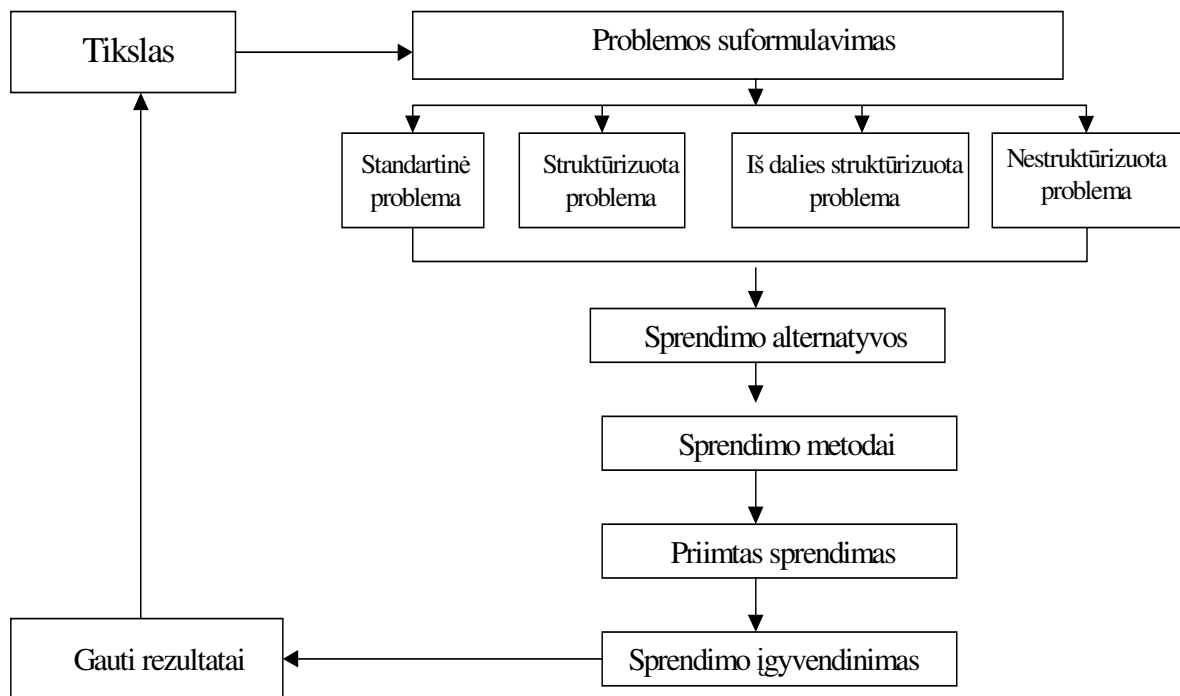 Tikslas
Problemos suformulavimas
Standartinė
problema
Struktūrizuota
problema
Iš dalies struktūrizuota
problema
Nestruktūrizuota
problema
Sprendimo alternatyvos
Sprendimo metodai
Priimtas sprendimas
Sprendimo įgyvendinimas
Gauti rezultatai